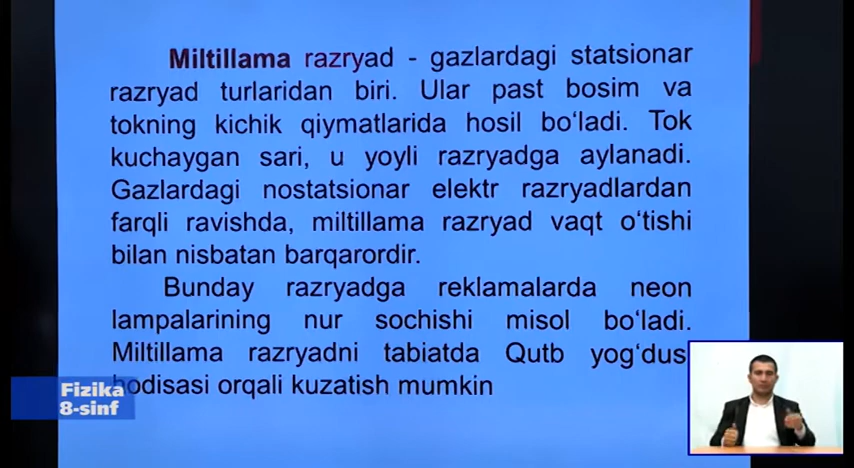 Miltillama razryad - gazlardagi statsionar
razryad turlaridan biri. Ular past bosim va
tokning kichik qiymatlarida hosil bo‘ladi. Tok
kuchaygan sari, u yoyli razryadga aylanadi.
Gazlardagi nostatsionar elektr razryadlardan
farqli ravishda, miltillama razryad vaqt o‘tishi
bilan nisbatan barqarordir.
Bunday razryadga reklamalarda neon
lampalarining nur sochishi misol bo‘ladi.
Miltillama razryadni tabiatda Qutb yog‘dus
hodisasi orqali kuzatish mumkin
Fizika
8-sinf